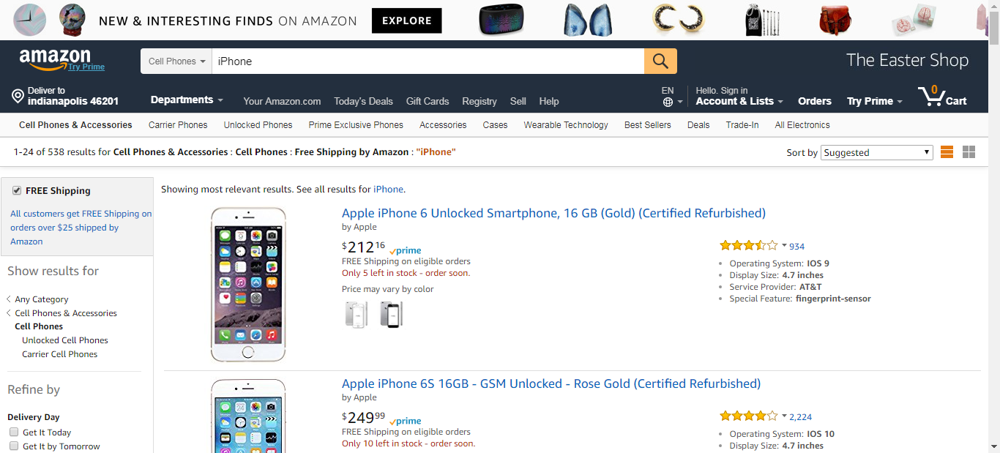 NEW & INTERESTING FINDS ON AMAZON EXPLORE
amazon
Try Prime
Cell Phones
iPhone
The Easter Shop
Deliver to
indianapolis 46201
Departments
Your Amazon.com Today's Deals Gift Cards Registry Sell Help
EN
Hello. Sign in
Account & Lists
Orders
Try Prime
0
Cart
Cell Phones & Accessories Carrier Phones Unlocked Phones Prime Exclusive Phones Accessories Cases Wearable Technology Best Sellers Deals Trade-In All Electronics
1-24 of 538 results for Cell Phones & Accessories : Cell Phones : Free Shipping by Amazon : "iPhone"
Sort by Suggested
FREE Shipping
All customers get FREE Shipping on
orders over $25 shipped by
Amazon
Show results for
Any Category
Cell Phones & Accessories
Cell Phones
Unlocked Cell Phones
Carrier Cell Phones
Refine by
Delivery Day
Get It Today
Get It by Tomorrow
Showing most relevant results. See all results for iPhone.
Apple iPhone 6 Unlocked Smartphone, 16 GB (Gold) (Certified Refurbished)
by Apple
$212 16 prime
FREE Shipping on eligible orders
Only 5 left in stock - order soon.
Price may vary by color
934
Operating System: IOS 9
Display Size: 4.7 inches
Service Provider: AT&T
Special Feature: fingerprint-sensor
Apple iPhone 6S 16GB - GSM Unlocked - Rose Gold (Certified Refurbished)
by Apple
$249 99 prime
FREE Shipping on eligible orders
Only 10 left in stock - order soon.
2,224
Operating System: IOS 10
Display Size: 4.7 inches